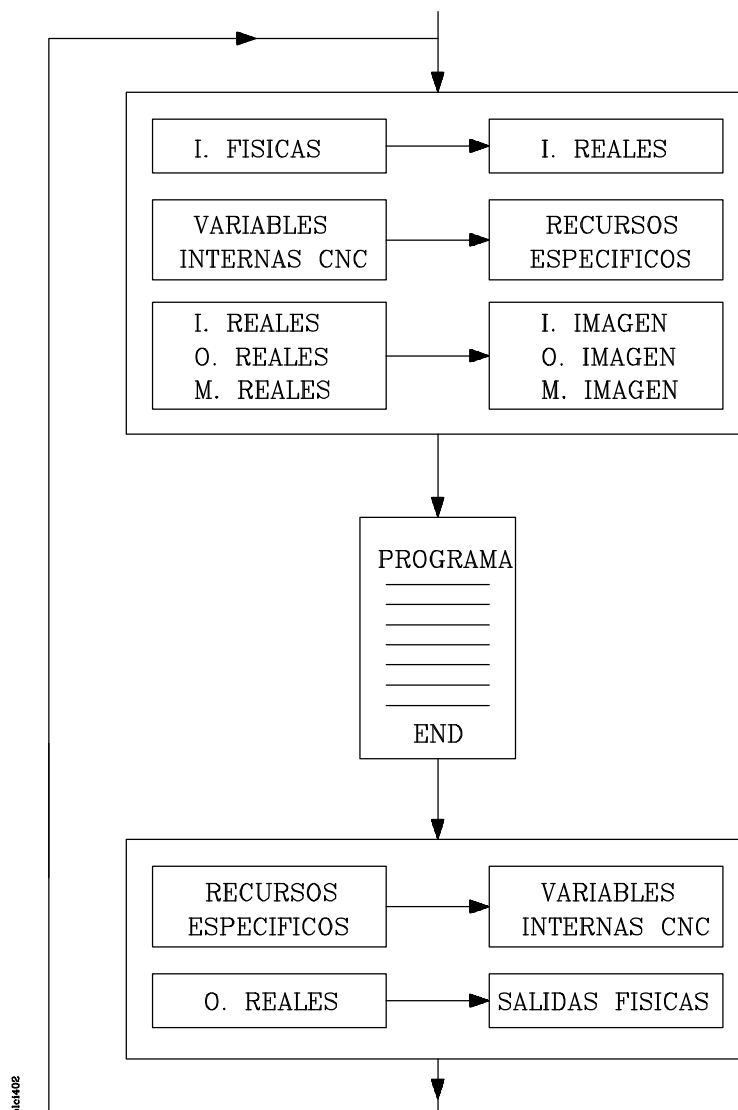 I. FISICAS
I. REALES
VARIABLES
INTERNAS CNC
RECURSOS
ESPECIFICOS
I. REALES
O. REALES
M. REALES
I. IMAGEN
O. IMAGEN
M. IMAGEN
PROGRAMA
END
RECURSOS
ESPECIFICOS
VARIABLES
INTERNAS CNC
O. REALES
SALIDAS FISICAS